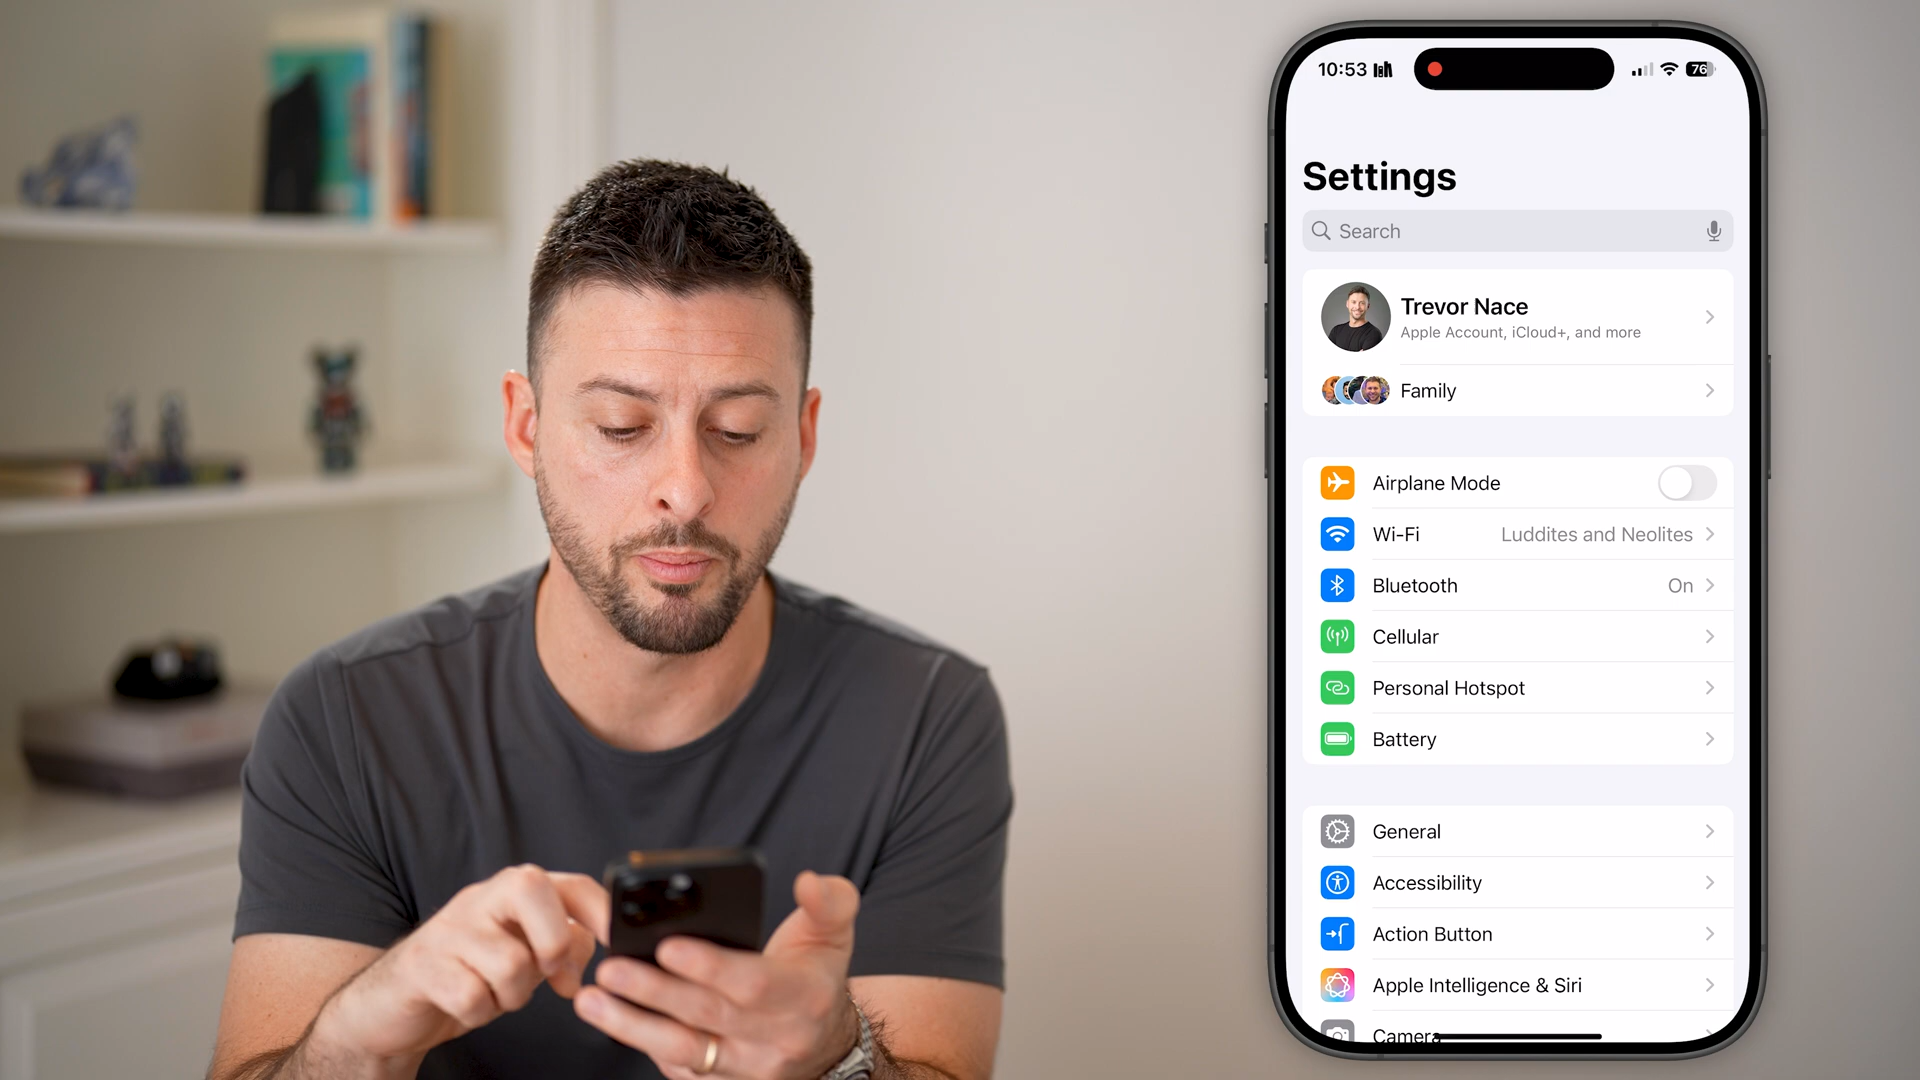 10:53
76
Settings
Search
Trevor Nace
Apple Account, iCloud+, and more
Family
Airplane Mode
Wi-Fi Luddites and Neolites
Bluetooth On
Cellular
Personal Hotspot
Battery
General
Accessibility
Action Button
Apple Intelligence & Siri
Camera